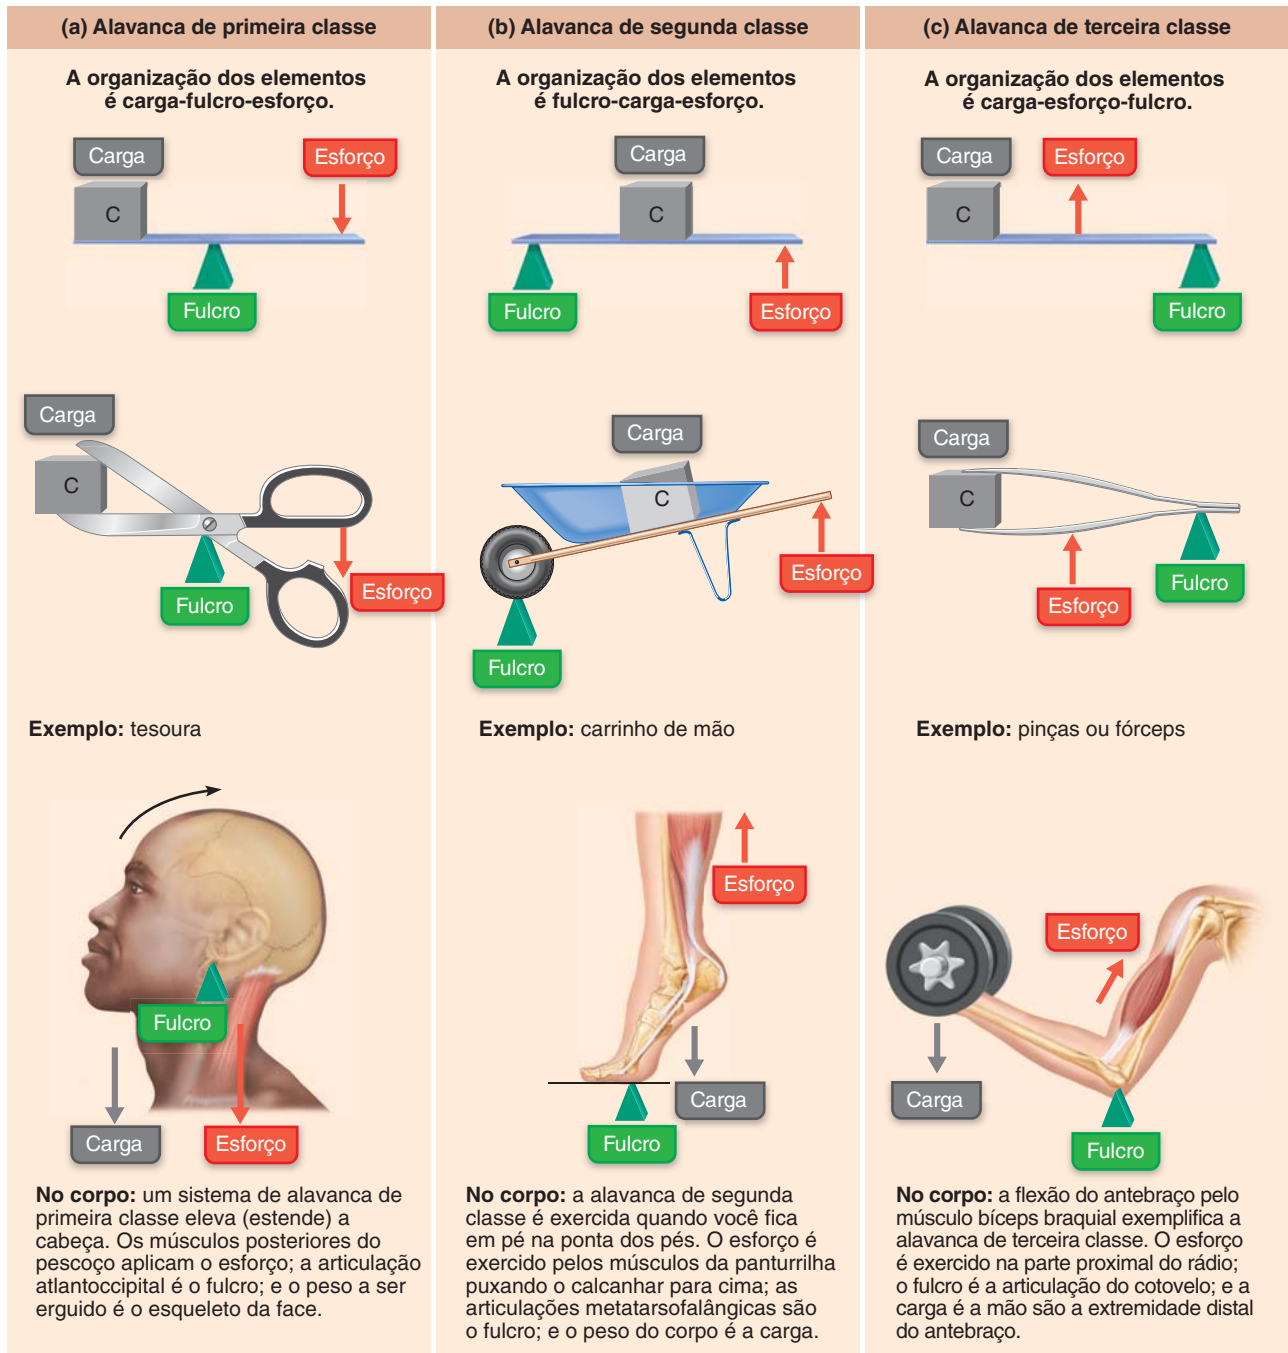 (a) Alavanca de primeira classe
A organização dos elementos
é carga-fulcro-esforço.
Carga
Esforço
C
Fulcro
Carga
C
Fulcro
Esforço
Exemplo: tesoura
Fulcro
Carga
Esforço
No corpo: um sistema de alavanca de
primeira classe eleva (estende) a
cabeça. Os músculos posteriores do
pescoço aplicam o esforço; a articulação
atlantoccipital é o fulcro; e o peso a ser
erguido é o esqueleto da face.
(b) Alavanca de segunda classe
A organização dos elementos
é fulcro-carga-esforço.
Carga
C
Fulcro
Esforço
Carga
C
Esforço
Fulcro
Exemplo: carrinho de mão
Esforço
Carga
Fulcro
No corpo: a alavanca de segunda
classe é exercida quando você fica
em pé na ponta dos pés. O esforço é
exercido pelos músculos da panturrilha
puxando o calcanhar para cima; as
articulações metatarsofalângicas são
o fulcro; e o peso do corpo é a carga.
(c) Alavanca de terceira classe
A organização dos elementos
é carga-esforço-fulcro.
Carga
Esforço
C
Fulcro
Carga
C
Fulcro
Esforço
Exemplo: pinças ou fórceps
Esforço
Carga
Fulcro
No corpo: a flexão do antebraço pelo
músculo bíceps braquial exemplifica a
alavanca de terceira classe. O esforço
é exercido na parte proximal do rádio;
o fulcro é a articulação do cotovelo; e a
carga é a mão são a extremidade distal
do antebraço.